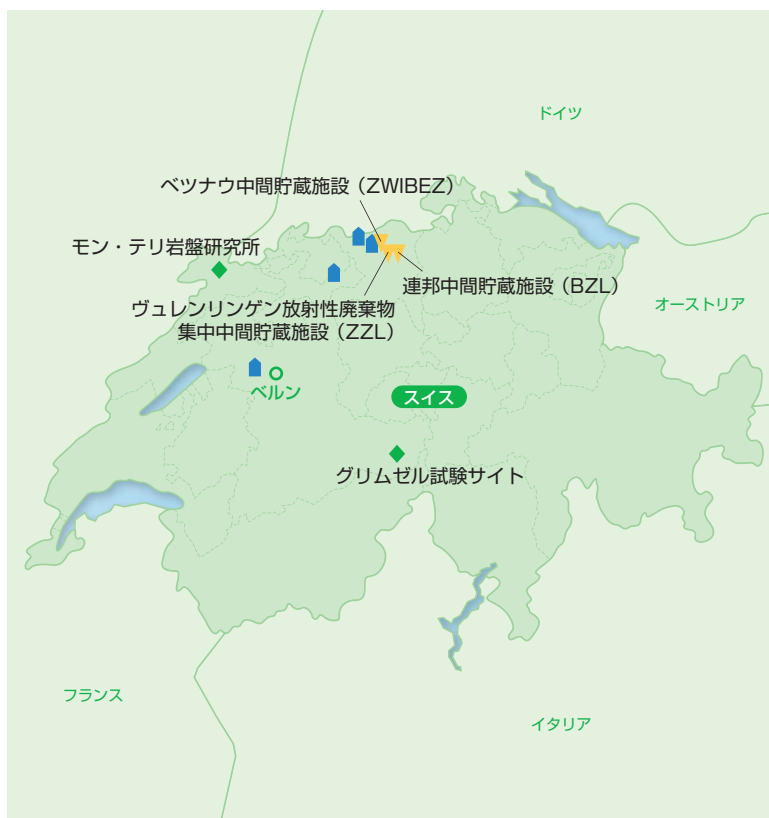 ドイツ
ベツナウ中間貯蔵施設（ZWIBEZ）
モン・テリ岩盤研究所
連邦中間貯蔵施設（BZL）
オーストリア
ヴュレンリンゲン放射性廃棄物
集中中間貯蔵施設（ZZL）
ベルン
スイス
グリムゼル試験サイト
フランス
イタリア